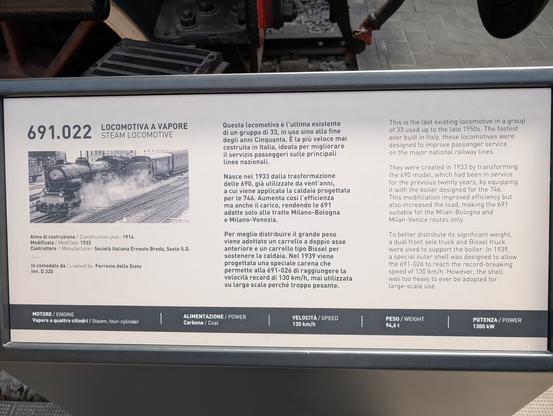 691.022 LOCOMOTIVA A VAPORE
STEAM LOCOMOTIVE
Anno di costruzione / Construction year: 1914
Modificata / Modified: 1933
Costruttore / Manufacturer: Società Italiana Ernesto Breda, Sesto S.G.
In comodato da / Loaned by: Ferrovie dello Stato
Inv. D 320
Questa locomotiva è l'ultima esistente
di un gruppo di 33, in uso sino alla fine
degli anni Cinquanta. È la più veloce mai
costruita in Italia, ideata per migliorare
il servizio passeggeri sulle principali
linee nazionali.
Nasce nel 1933 dalla trasformazione
delle 690, già utilizzate da vent'anni,
a cui viene applicata la caldaia progettata
per le 746. Aumenta così l'efficienza
ma anche il carico, rendendo le 691
adatte solo alle tratte Milano-Bologna
e Milano-Venezia.
Per meglio distribuire il grande peso
viene adottato un carrello a doppio asse
anteriore e un carrello tipo Bissel per
sostenere la caldaia. Nel 1939 viene
progettata una speciale carena che
permette alla 691-026 di raggiungere la
velocità record di 130 km/h, mai utilizzata
su larga scala perché troppo pesante.
This is the last existing locomotive in a group
of 33 used up to the late 1950s. The fastest
ever built in Italy, these locomotives were
designed to improve passenger service
on the major national railway lines.
They were created in 1933 by transforming
the 690 model, which had been in service
for the previous twenty years, by equipping
it with the boiler designed for the 746.
This modification improved efficiency but
also increased the load, making the 691
suitable for the Milan-Bologna and
Milan-Venice routes only.
To better distribute its significant weight,
a dual front axle truck and Bissel truck
were used to support the boiler. In 1939,
a special outer shell was designed to allow
the 691-026 to reach the record-breaking
speed of 130 km/h. However, the shell
was too heavy to ever be adopted for
large-scale use.
MOTORE / ENGINE
Vapore a quattro cilindri / Steam, four-cylinder
ALIMENTAZIONE / POWER
Carbone / Coal
VELOCITÀ / SPEED
130 km/h
PESO / WEIGHT
94,6 t
POTENZA / POWER
1300 kW